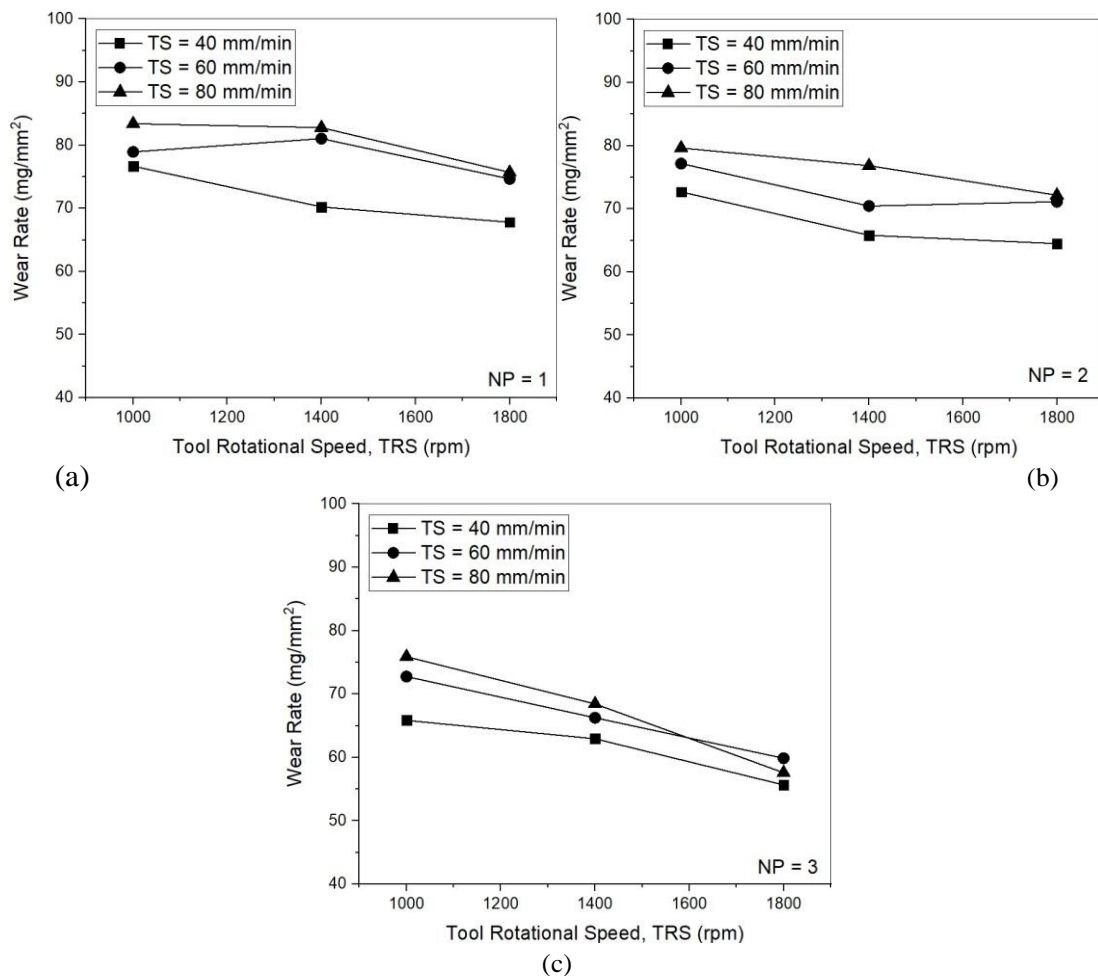 100
90
80
70
60
50
40
Wear Rate (mg/mm²)
TS = 40 mm/min
TS = 60 mm/min
TS = 80 mm/min
NP = 1
1000 1200 1400 1600 1800
Tool Rotational Speed, TRS (rpm)
(a)
100
90
80
70
60
50
40
Wear Rate (mg/mm²)
TS = 40 mm/min
TS = 60 mm/min
TS = 80 mm/min
NP = 2
1000 1200 1400 1600 1800
Tool Rotational Speed, TRS (rpm)
(b)
100
90
80
70
60
50
40
Wear Rate (mg/mm²)
TS = 40 mm/min
TS = 60 mm/min
TS = 80 mm/min
NP = 3
1000 1200 1400 1600 1800
Tool Rotational Speed, TRS (rpm)
(c)